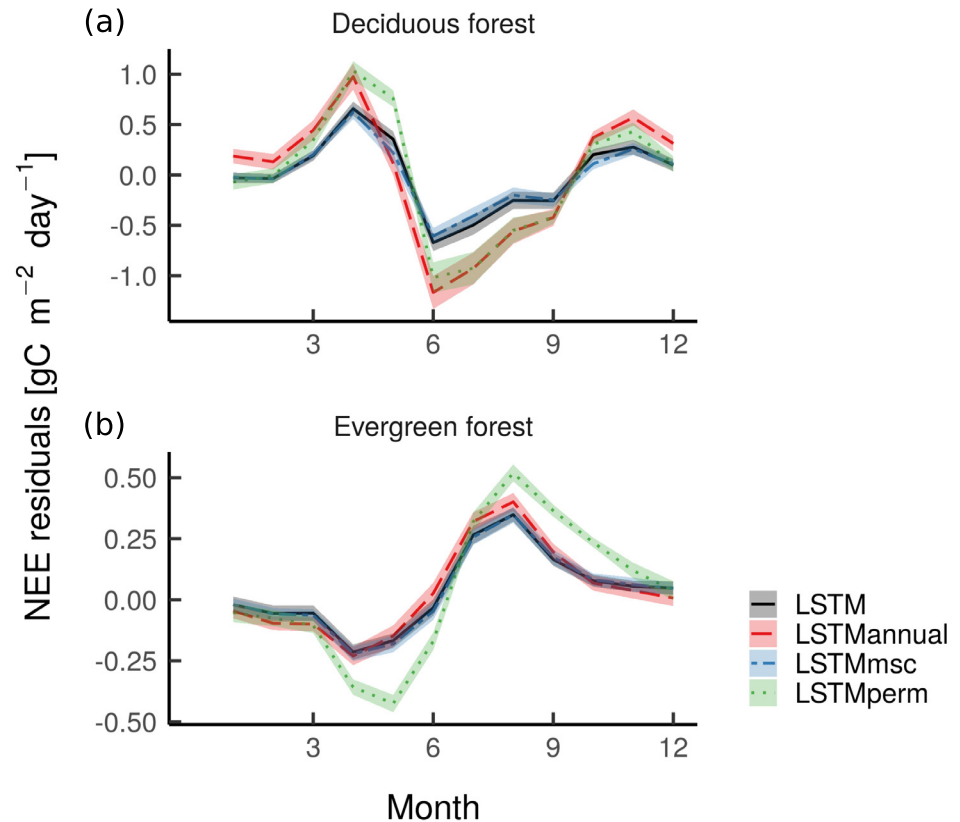 (a)
Deciduous forest
1.0
0.5
0.0
-0.5
-1.0
3 6 9 12
NEE residuals [gC m⁻² day⁻¹]
(b)
Evergreen forest
0.50
0.25
0.00
-0.25
-0.50
3 6 9 12
Month
LSTM
LSTMannual
LSTMmsc
LSTMperm